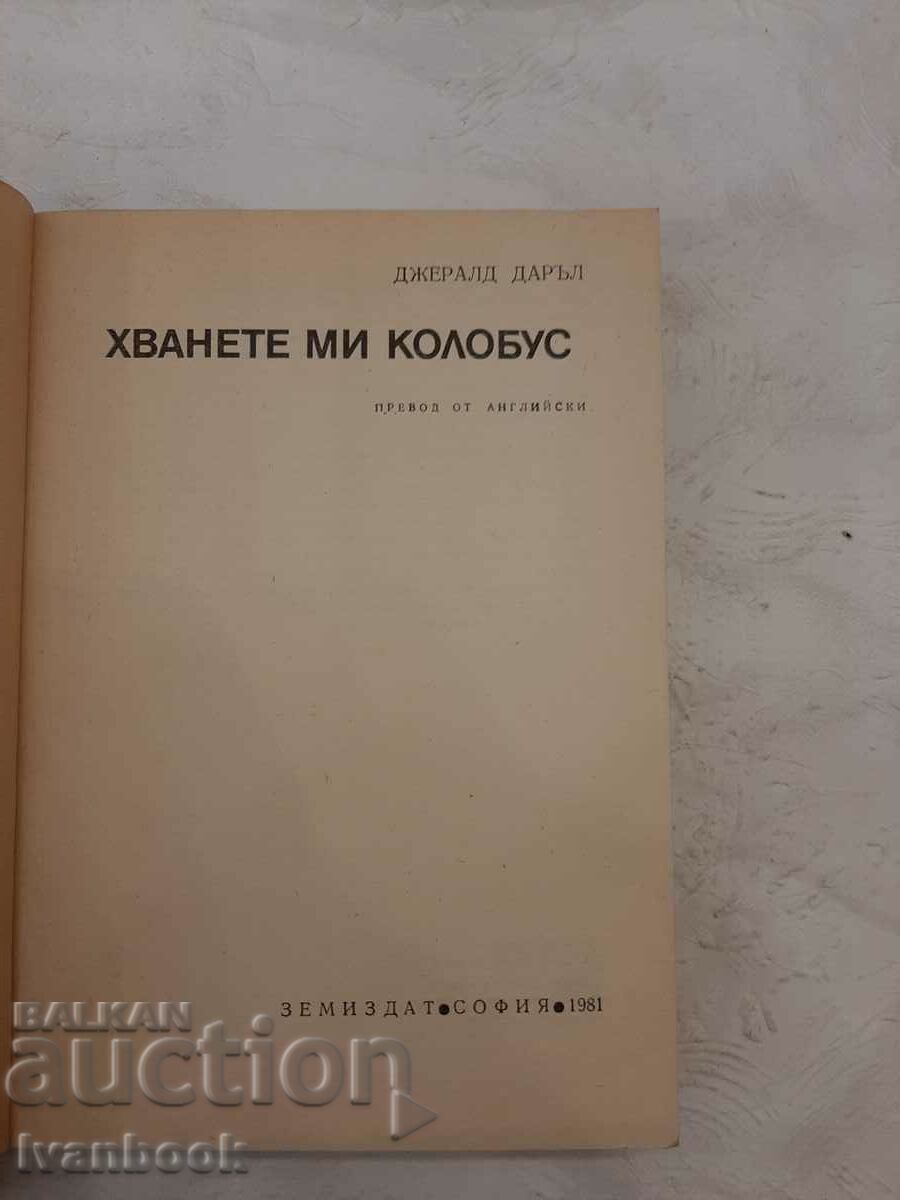 ДЖЕРАЛД ДАРЪЛ
ХВАНЕТЕ МИ КОЛОБУС
ПРЕВОД ОТ АНГЛИЙСКИ
ЗЕМИЗДАТ●СОФИЯ●1981
BALKAN
auction
Ivanbook